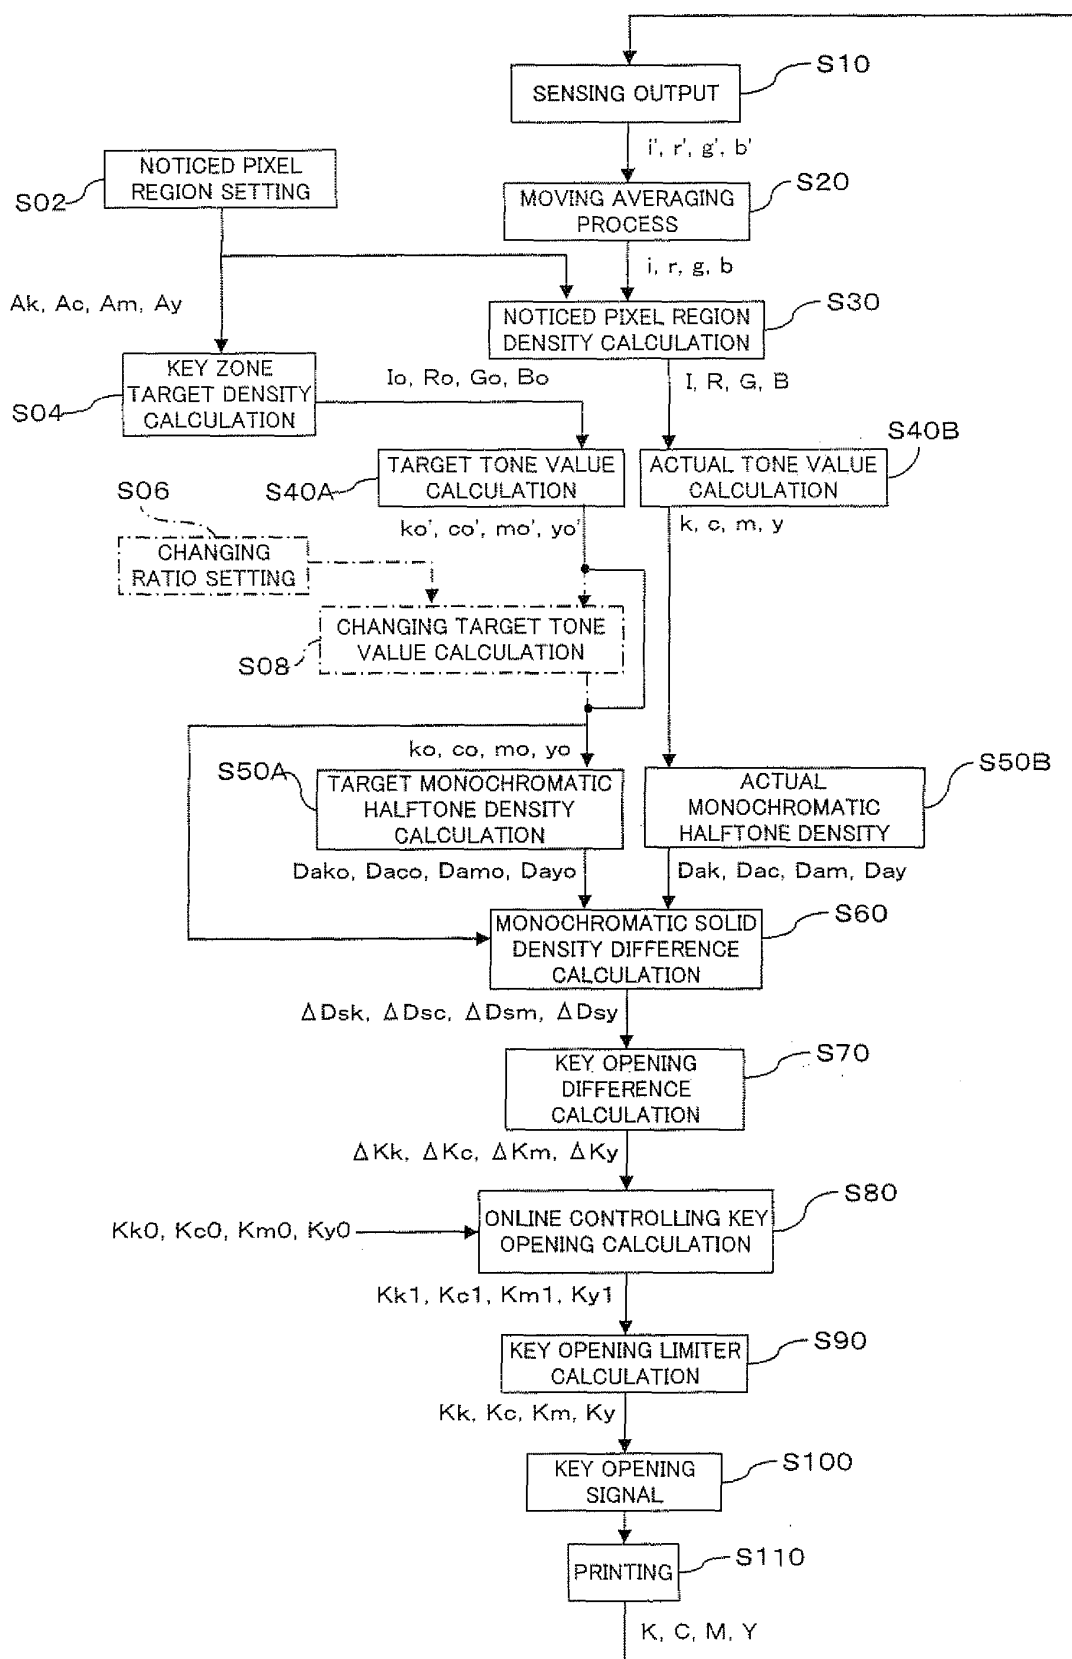 S10
SENSING OUTPUT
i', r', g', b'
NOTICED PIXEL
REGION SETTING
S02
S20
MOVING AVERAGING
PROCESS
i, r, g, b
Ak, Ac, Am, Ay
S30
NOTICED PIXEL REGION
DENSITY CALCULATION
KEY ZONE
TARGET DENSITY
CALCULATION
S04
Io, Ro, Go, Bo
I, R, G, B
S40B
TARGET TONE VALUE
CALCULATION
S40A
ACTUAL TONE VALUE
CALCULATION
S06
ko', co', mo', yo'
k, c, m, y
CHANGING
RATIO SETTING
CHANGING TARGET TONE
VALUE CALCULATION
S08
ko, co, mo, yo
S50A
TARGET MONOCHROMATIC
HALFTONE DENSITY
CALCULATION
S50B
ACTUAL
MONOCHROMATIC
HALFTONE DENSITY
Dako, Daco, Damo, Dayo
Dak, Dac, Dam, Day
S60
MONOCHROMATIC SOLID
DENSITY DIFFERENCE
CALCULATION
ΔDsk, ΔDsc, ΔDsm, ΔDsy
S70
KEY OPENING
DIFFERENCE
CALCULATION
ΔKk, ΔKc, ΔKm, ΔKy
S80
Kk0, Kc0, Km0, Ky0
ONLINE CONTROLLING KEY
OPENING CALCULATION
Kk1, Kc1, Km1, Ky1
S90
KEY OPENING LIMITER
CALCULATION
Kk, Kc, Km, Ky
S100
KEY OPENING
SIGNAL
S110
PRINTING
K, C, M, Y